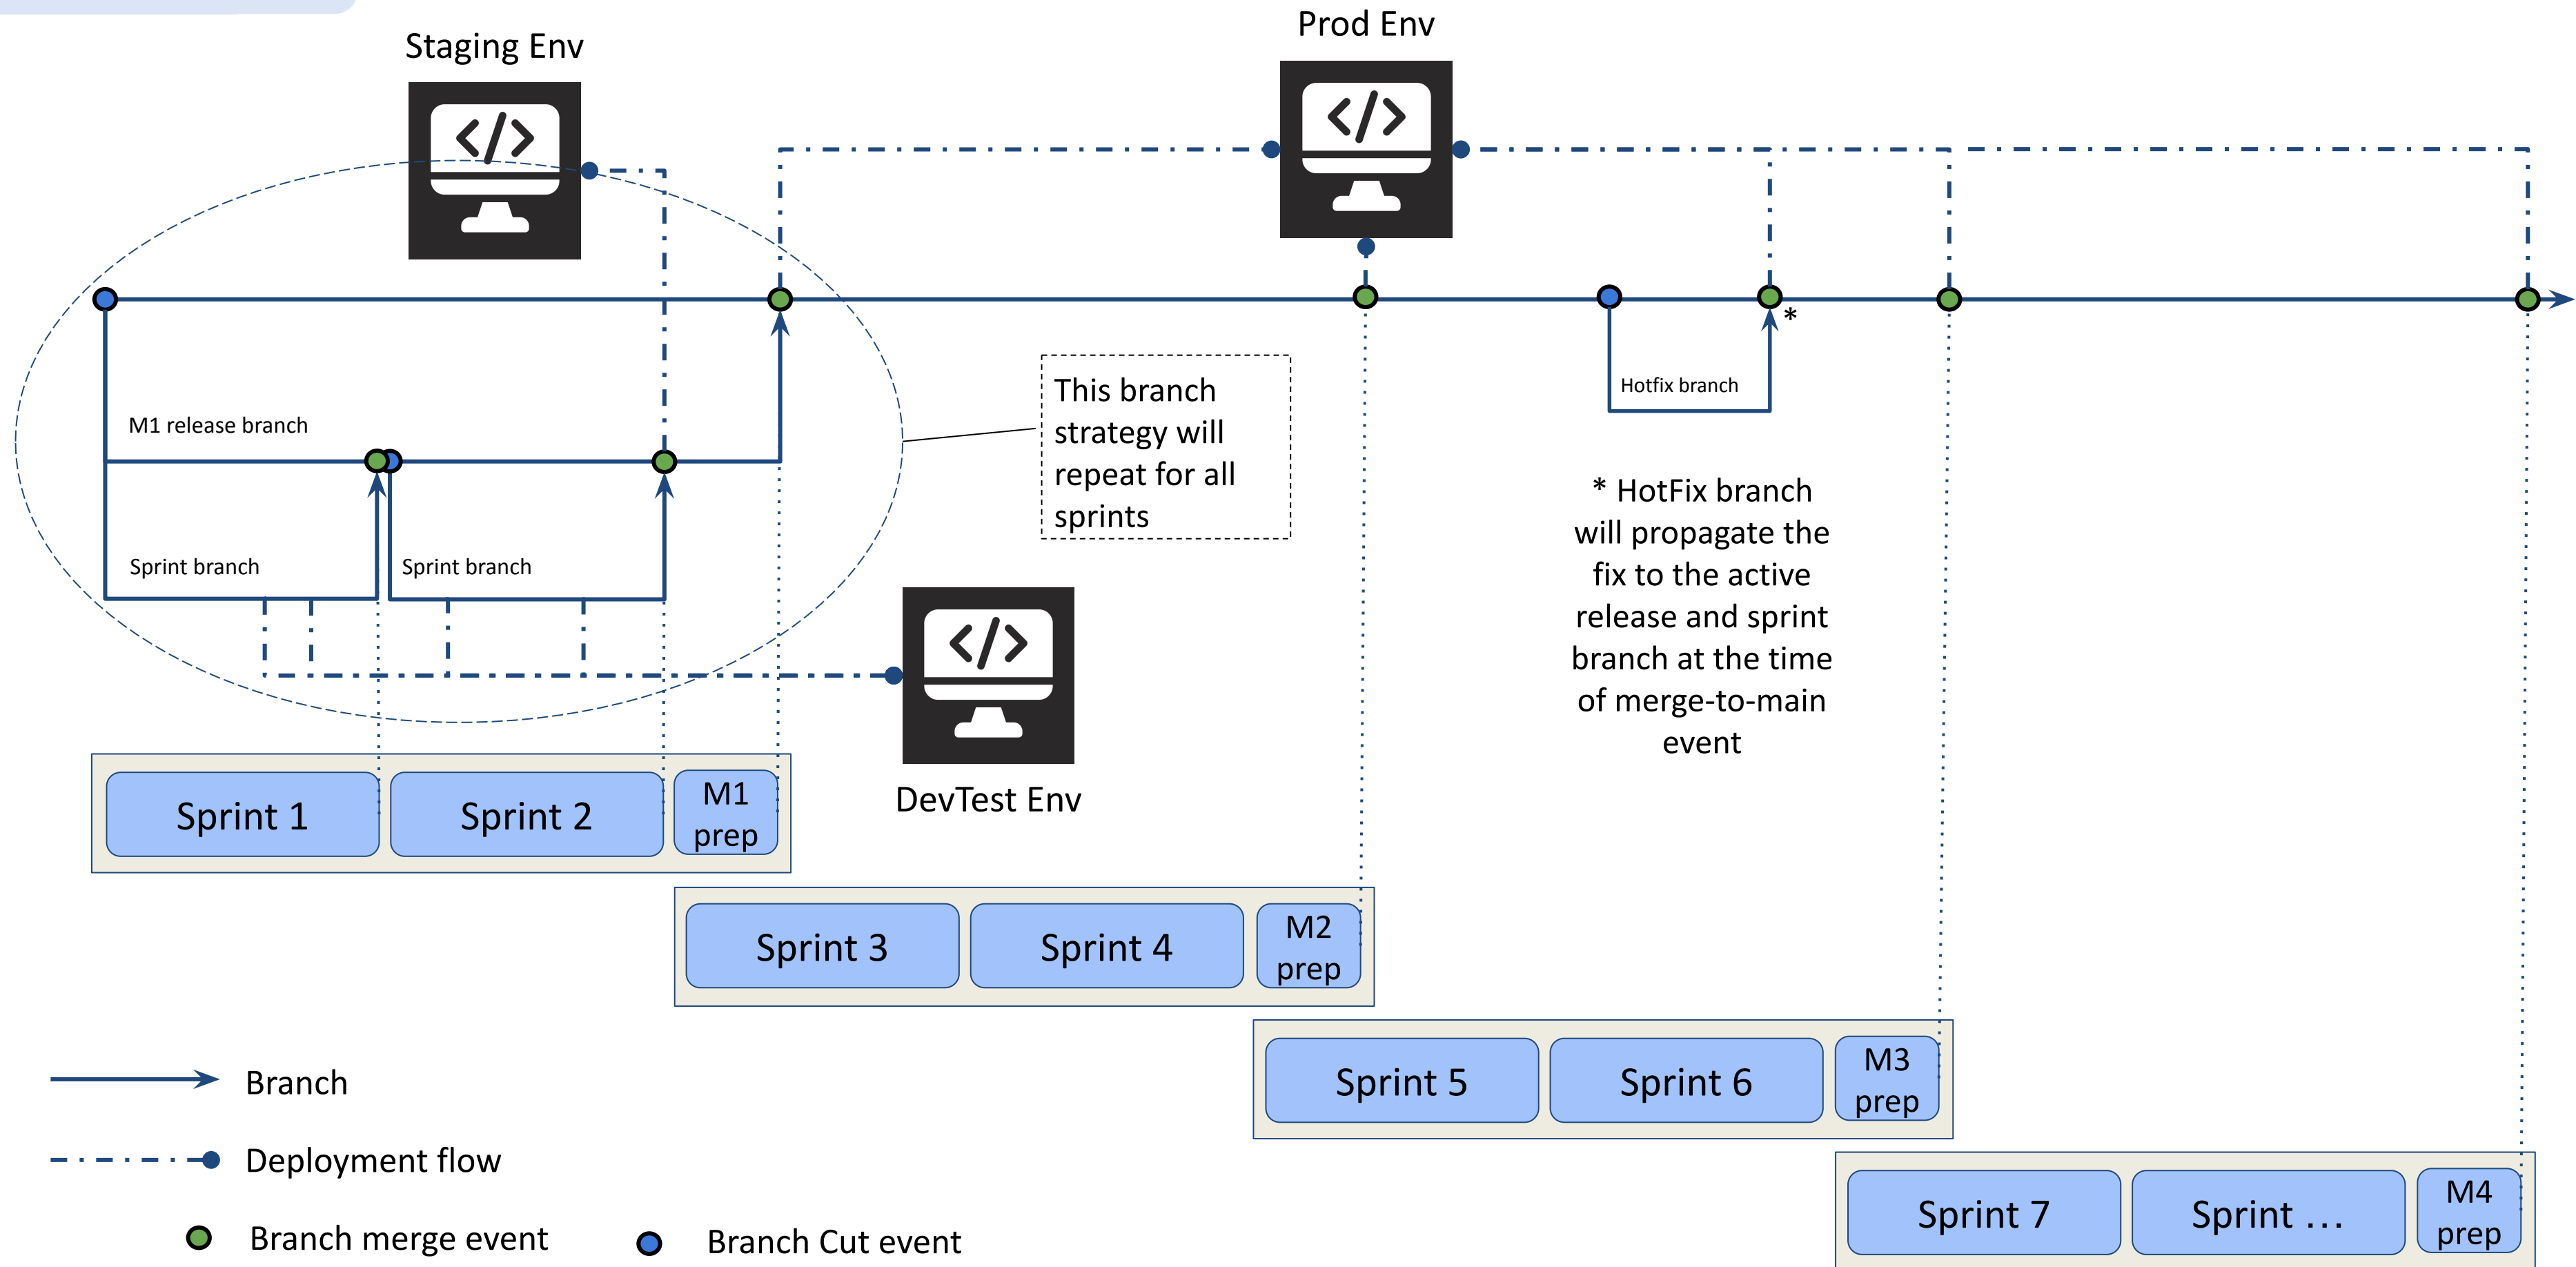 Staging Env
Prod Env
M1 release branch
Sprint branch
Sprint branch
This branch
strategy will
repeat for all
sprints
Hotfix branch
*
* HotFix branch
will propagate the
fix to the active
release and sprint
branch at the time
of merge-to-main
event
DevTest Env
Sprint 1
Sprint 2
M1
prep
Sprint 3
Sprint 4
M2
prep
Sprint 5
Sprint 6
M3
prep
Sprint 7
Sprint ...
M4
prep
Branch
Deployment flow
Branch merge event
Branch Cut event